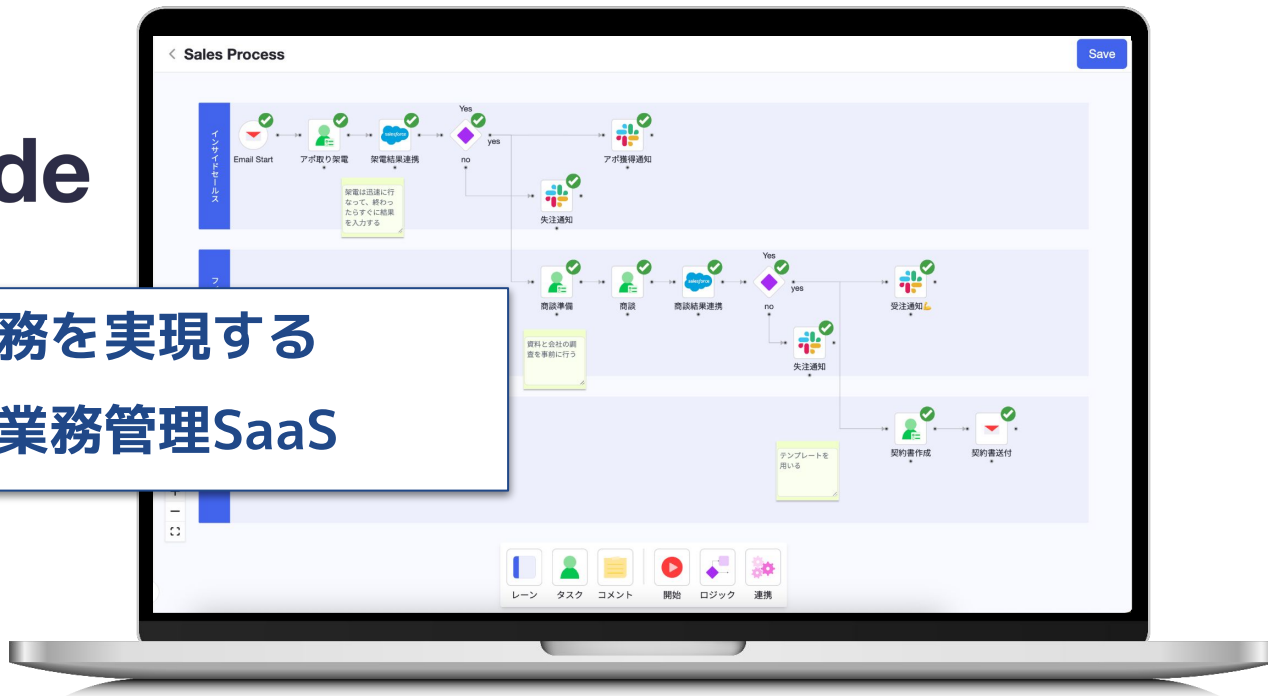 < Sales Process
Save
de
インサイドセールス
Yes
yes
Email Start
アポ取り架電
架電結果連携
no
アポ獲得通知
架電は迅速に行
なって、終わっ
たらすぐに結果
を入力する
失注通知
フ
Yes
yes
商談準備
商談
商談結果連携
no
受注通知💪
資料と会社の調
査を事前に行う
失注通知
務を実現する
業務管理SaaS
テンプレートを
用いる
契約書作成
契約書送付
レーン
タスク
コメント
開始
ロジック
連携